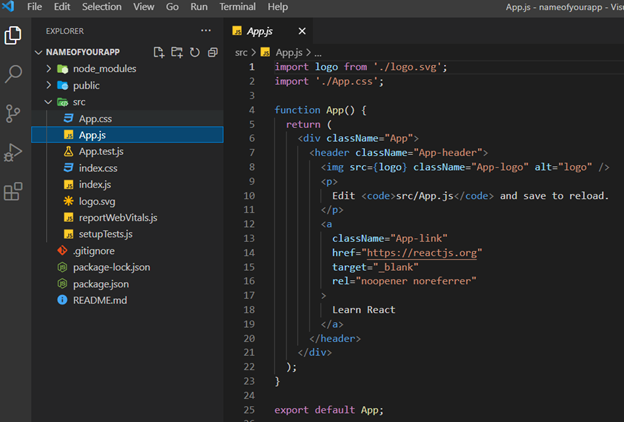 File Edit Selection View Go Run Terminal Help
App.js - nameofyourapp - Vis
EXPLORER
NAMEOFYOURAPP
node_modules
public
src
App.css
App.js
App.test.js
index.css
index.js
logo.svg
reportWebVitals.js
setupTests.js
.gitignore
package-lock.json
package.json
README.md
App.js
src > App.js > ...
1 import logo from './logo.svg';
2 import './App.css';
3
4 function App() {
5 return (
6 <div className="App">
7 <header className="App-header">
8 <img src={logo} className="App-logo" alt="logo" />
9 <p>
10 Edit <code>src/App.js</code> and save to reload.
11 </p>
12 <a
13 className="App-link"
14 href="https://reactjs.org"
15 target="_blank"
16 rel="noopener noreferrer"
17 >
18 Learn React
19 </a>
20 </header>
21 </div>
22 );
23 }
24
25 export default App;